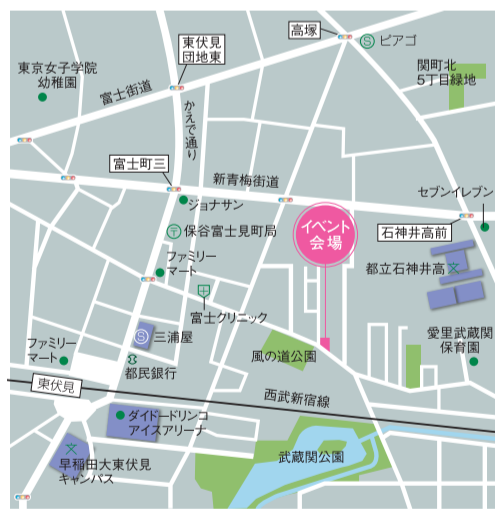 高塚
ピアゴ
東伏見
団地東
東京女子学院
幼稚園
関町北
5丁目緑地
富士街道
かえで通り
富士町三
新青梅街道
セブンイレブン
ジョナサン
イベント
会場
石神井高前
保谷富士見町局
ファミリー
マート
都立石神井高
富士クリニック
三浦屋
愛里武蔵関
保育園
ファミリー
マート
風の道公園
都民銀行
東伏見
西武新宿線
ダイドードリンコ
アイスアリーナ
武蔵関公園
早稲田大東伏見
キャンパス